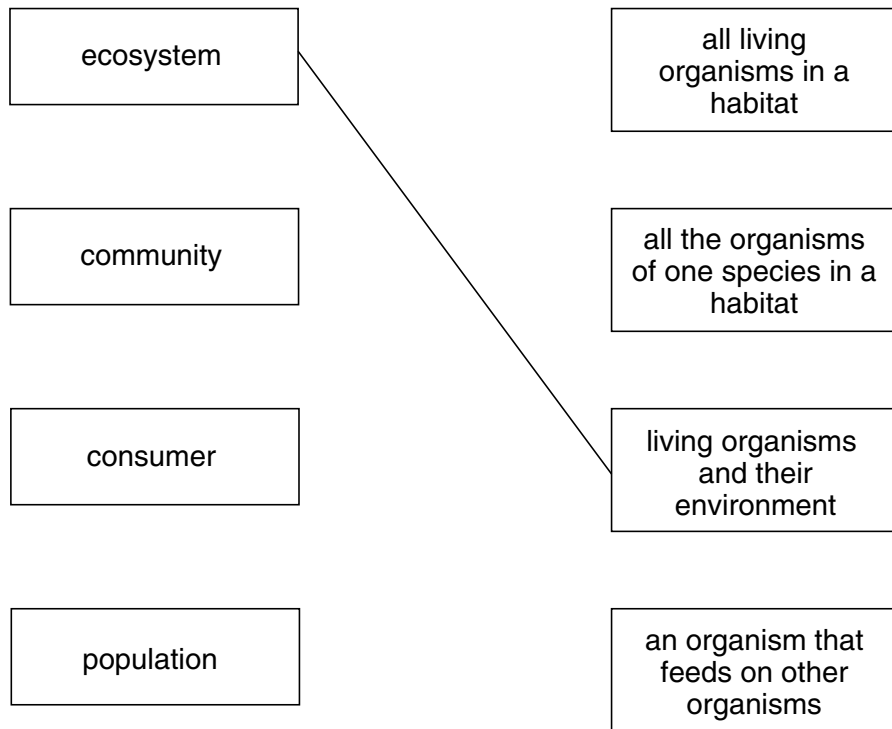 ecosystem
all living
organisms in a
habitat
community
all the organisms
of one species in a
habitat
consumer
living organisms
and their
environment
population
an organism that
feeds on other
organisms